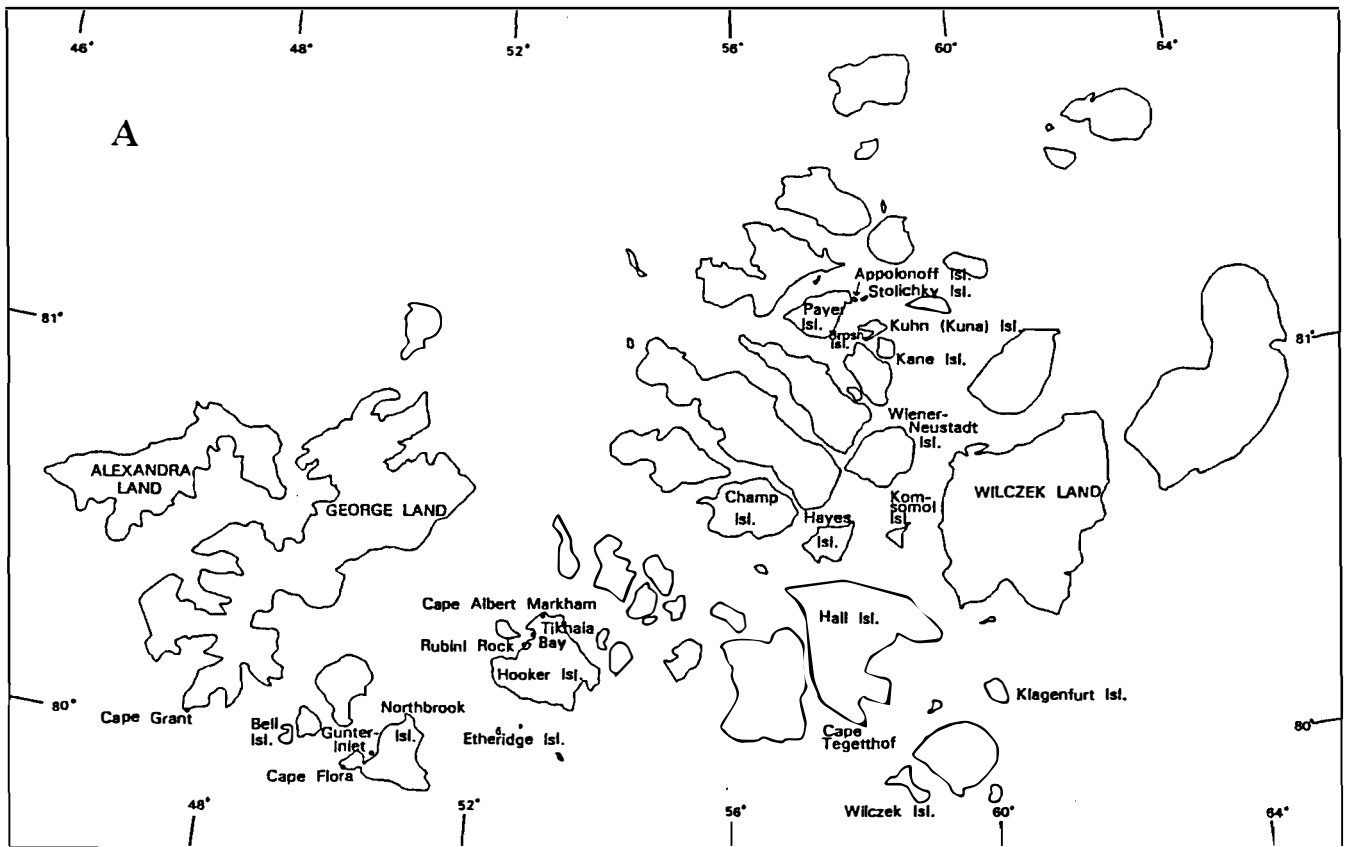 46° 48° 52° 56° 60° 64°
A
Appolonoff Isl.
Stolichky Isl.
Payer
Isl.
81°
Kuhn (Kuna) Isl.
Isl.
81°
Kane Isl.
Wiener-
Neustadt
Isl.
ALEXANDRA
LAND
GEORGE LAND
Champ
Isl.
Hayes
Isl.
Kom-
somol
Isl.
WILCZEK LAND
Cape Albert Markham
Tikhaia
Bay
Rubini Rock
Hooker Isl.
Hall Isl.
Klagenfurt Isl.
80°
Cape Grant
Bell
Isl.
Gunter-
Inlet
Northbrook
Isl.
Etheridge Isl.
Cape
Tegetthof
80°
Cape Flora
Wilczek Isl.
48° 52° 56° 60° 64°